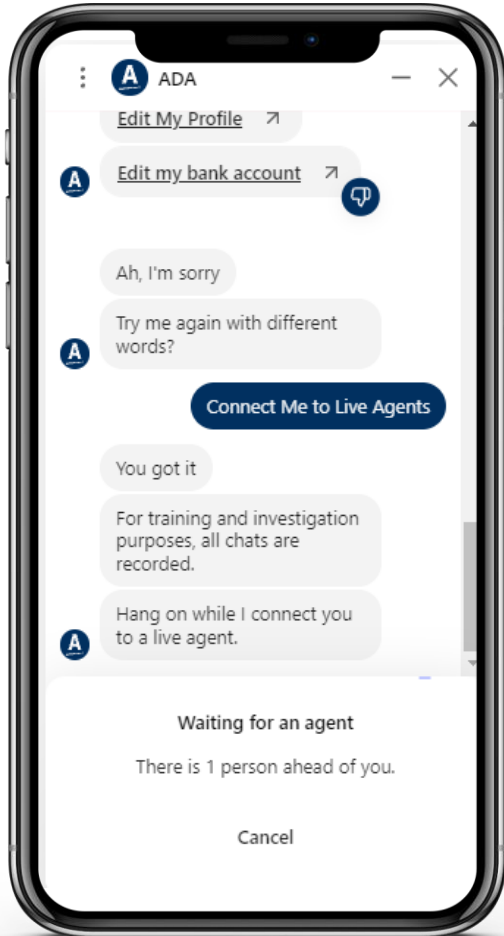 A ADA
Edit My Profile
A Edit my bank account
Ah, I'm sorry
Try me again with different
A words?
Connect Me to Live Agents
You got it
For training and investigation
purposes, all chats are
recorded.
Hang on while I connect you
A to a live agent.
Waiting for an agent
There is 1 person ahead of you.
Cancel